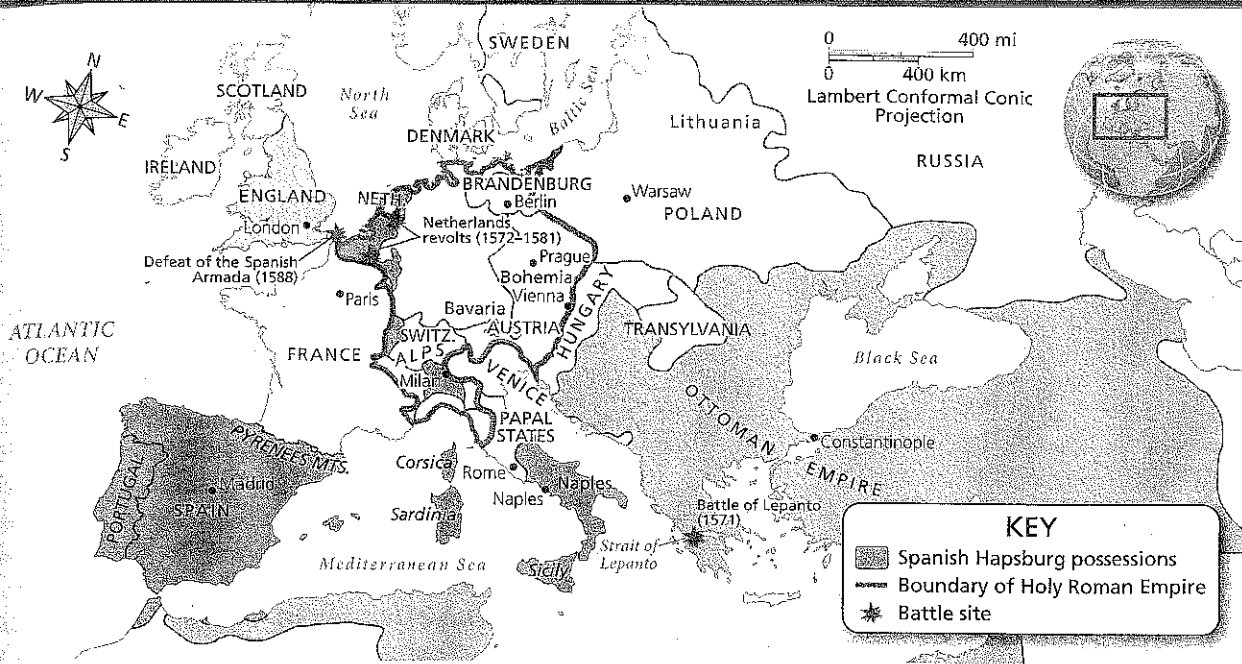 N
W
E
S
SWEDEN
SCOTLAND
North
Sea
Baltic Sea
0 400 mi
0 400 km
Lambert Conformal Conic
Projection
Lithuania
RUSSIA
DENMARK
IRELAND
ENGLAND
London
NETH.
BRANDENBURG
Berlin
Warsaw
POLAND
Netherlands
revolts (1572–1581)
Defeat of the Spanish
Armada (1588)
Prague
Bohemia
Vienna
Paris
Bavaria
AUSTRIA
HUNGARY
TRANSYLVANIA
ATLANTIC
OCEAN
FRANCE
SWITZ.
ALPS
Milan
VENICE
Black Sea
PAPAL
STATES
OTTOMAN
EMPIRE
Constantinople
PYRENEES MTS.
Corsica
Rome
Naples
Naples
PORTUGAL
Madrid
SPAIN
Sardinia
Battle of Lepanto
(1571)
Strait of
Lepanto
Mediterranean Sea
Sicily
KEY
Spanish Hapsburg possessions
Boundary of Holy Roman Empire
Battle site